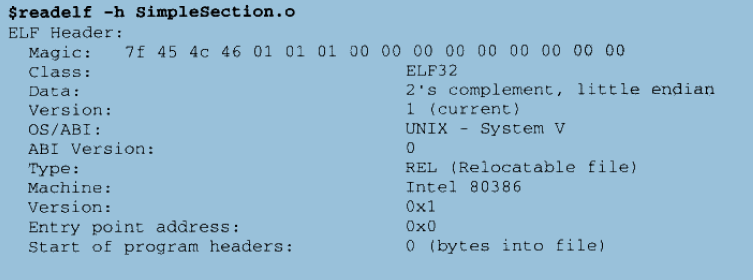 $readelf -h SimpleSection.o
ELF Header:
Magic: 7f 45 4c 46 01 01 01 00 00 00 00 00 00 00 00 00
Class: ELF32
Data: 2's complement, little endian
Version: 1 (current)
OS/ABI: UNIX - System V
ABI Version: 0
Type: REL (Relocatable file)
Machine: Intel 80386
Version: 0x1
Entry point address: 0x0
Start of program headers: 0 (bytes into file)